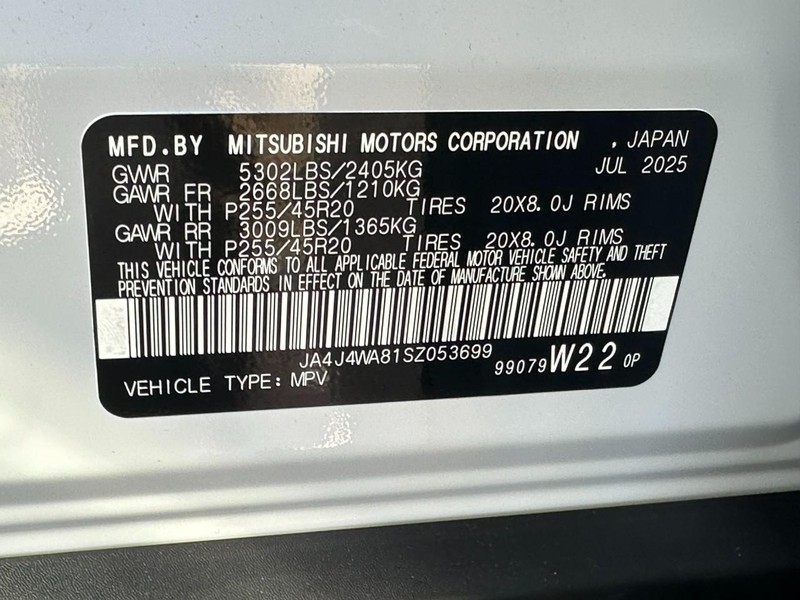 MFD.BY MITSUBISHI MOTORS CORPORATION , JAPAN
JUL 2025
GVWR 5302LBS/2405KG
GAWR FR 2668LBS/1210KG
WITH P255/45R20 TIRES 20X8.0J RIMS
GAWR RR 3009LBS/1365KG
WITH P255/45R20 TIRES 20X8.0J RIMS
THIS VEHICLE CONFORMS TO ALL APPLICABLE FEDERAL MOTOR VEHICLE SAFETY AND THEFT
PREVENTION STANDARDS IN EFFECT ON THE DATE OF MANUFACTURE SHOWN ABOVE.
JA4J4WA81SZ053699
99079 W22 0P
VEHICLE TYPE: MPV